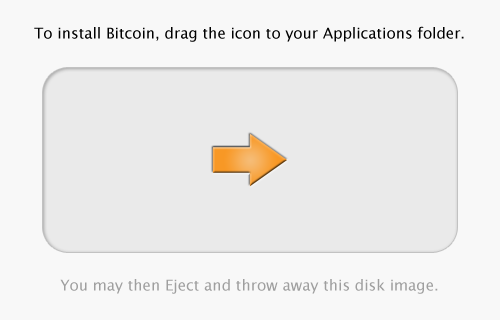 To install Bitcoin, drag the icon to your Applications folder.
You may then Eject and throw away this disk image.